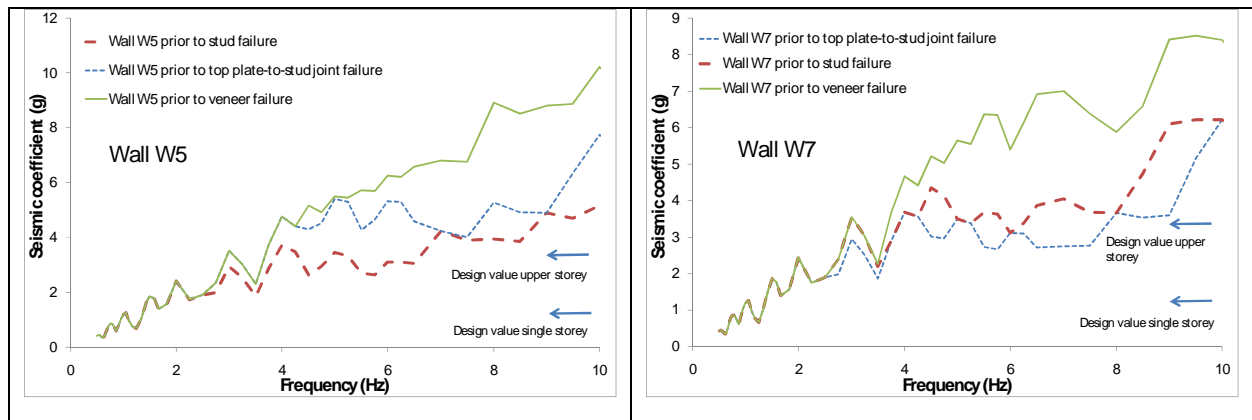 14
12
10
8
6
4
2
0
Seismic coefficient (g)
Wall W5 prior to stud failure
Wall W5 prior to top plate-to-stud joint failure
Wall W5 prior to veneer failure
Wall W5
Design value upper storey
Design value single storey
0 2 4 6 8 10
Frequency (Hz)
9
8
7
6
5
4
3
2
1
0
Seismic coefficient (g)
Wall W7 prior to top plate-to-stud joint failure
Wall W7 prior to stud failure
Wall W7 prior to veneer failure
Wall W7
Design value upper
storey
Design value single storey
0 2 4 6 8 10
Frequency (Hz)